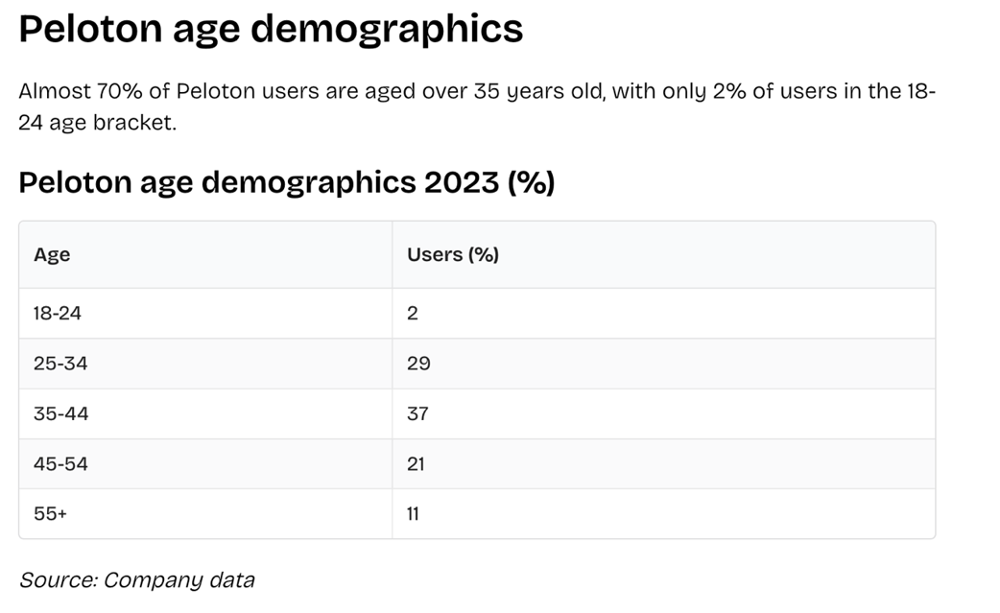 Peloton age demographics
Almost 70% of Peloton users are aged over 35 years old, with only 2% of users in the 18-
24 age bracket.
Peloton age demographics 2023 (%)
Age Users (%)
18-24 2
25-34 29
35-44 37
45-54 21
55+ 11
Source: Company data